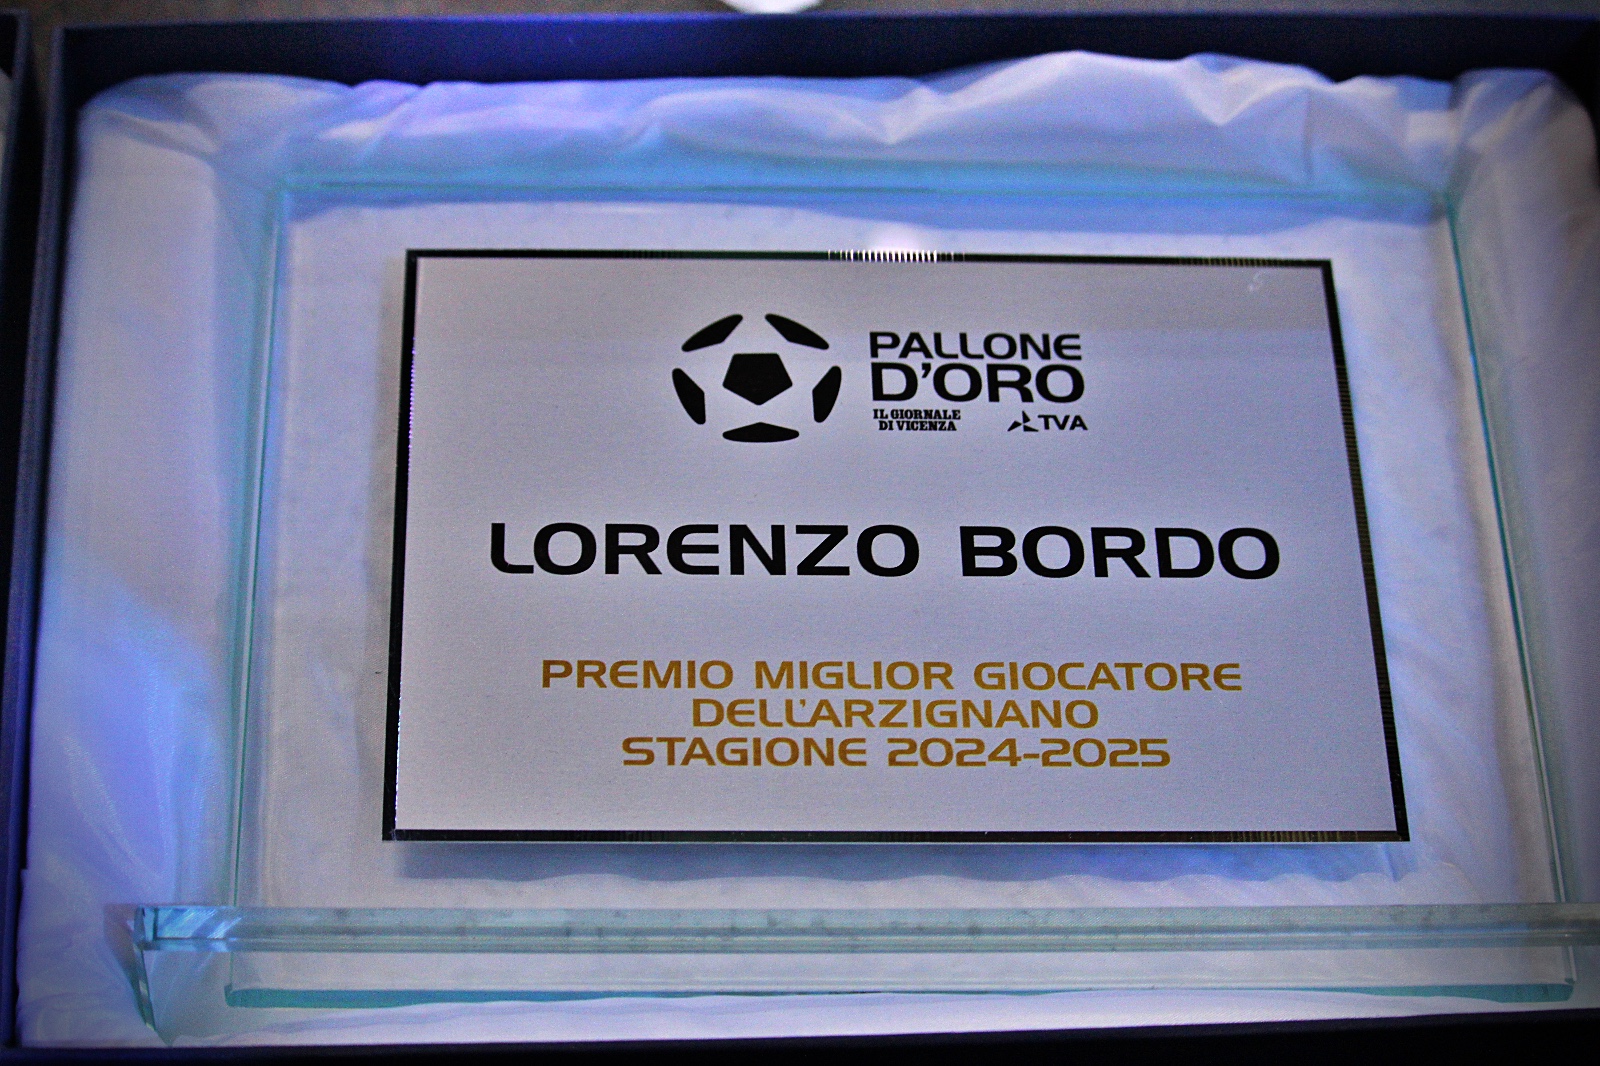 PALLONE
D'ORO
IL GIORNALE
DI VICENZA
TVA
LORENZO BORDO
PREMIO MIGLIOR GIOCATORE
DELL'ARZIGNANO
STAGIONE 2024-2025